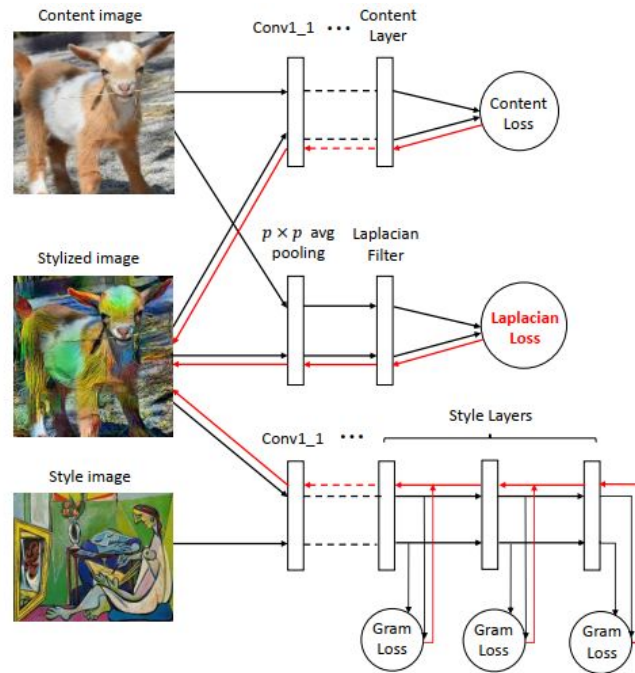 Content image
Conv1_1 ••• Content
Layer
Content
Loss
Stylized image
p × p avg
pooling
Laplacian
Filter
Laplacian
Loss
Style image
Conv1_1 •••
Style Layers
Gram
Loss
Gram
Loss
Gram
Loss